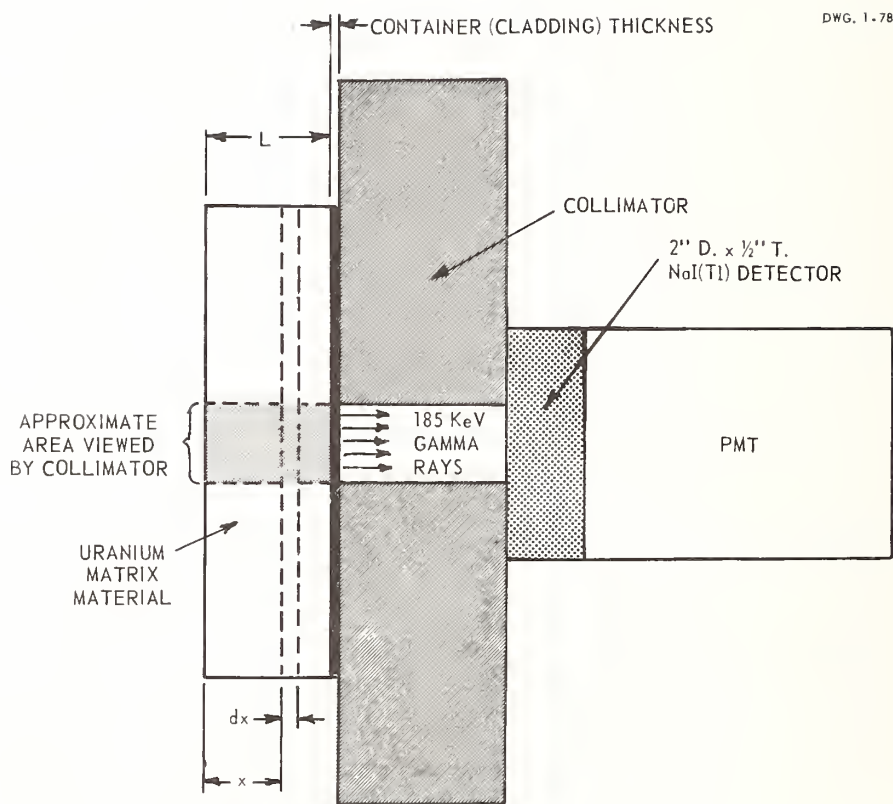 CONTAINER (CLADDING) THICKNESS
DWG. 1-78
L
COLLIMATOR
2" D. x ½" T.
NaI(Tl) DETECTOR
APPROXIMATE
AREA VIEWED
BY COLLIMATOR
185 KeV
GAMMA
RAYS
PMT
URANIUM
MATRIX
MATERIAL
dx
x